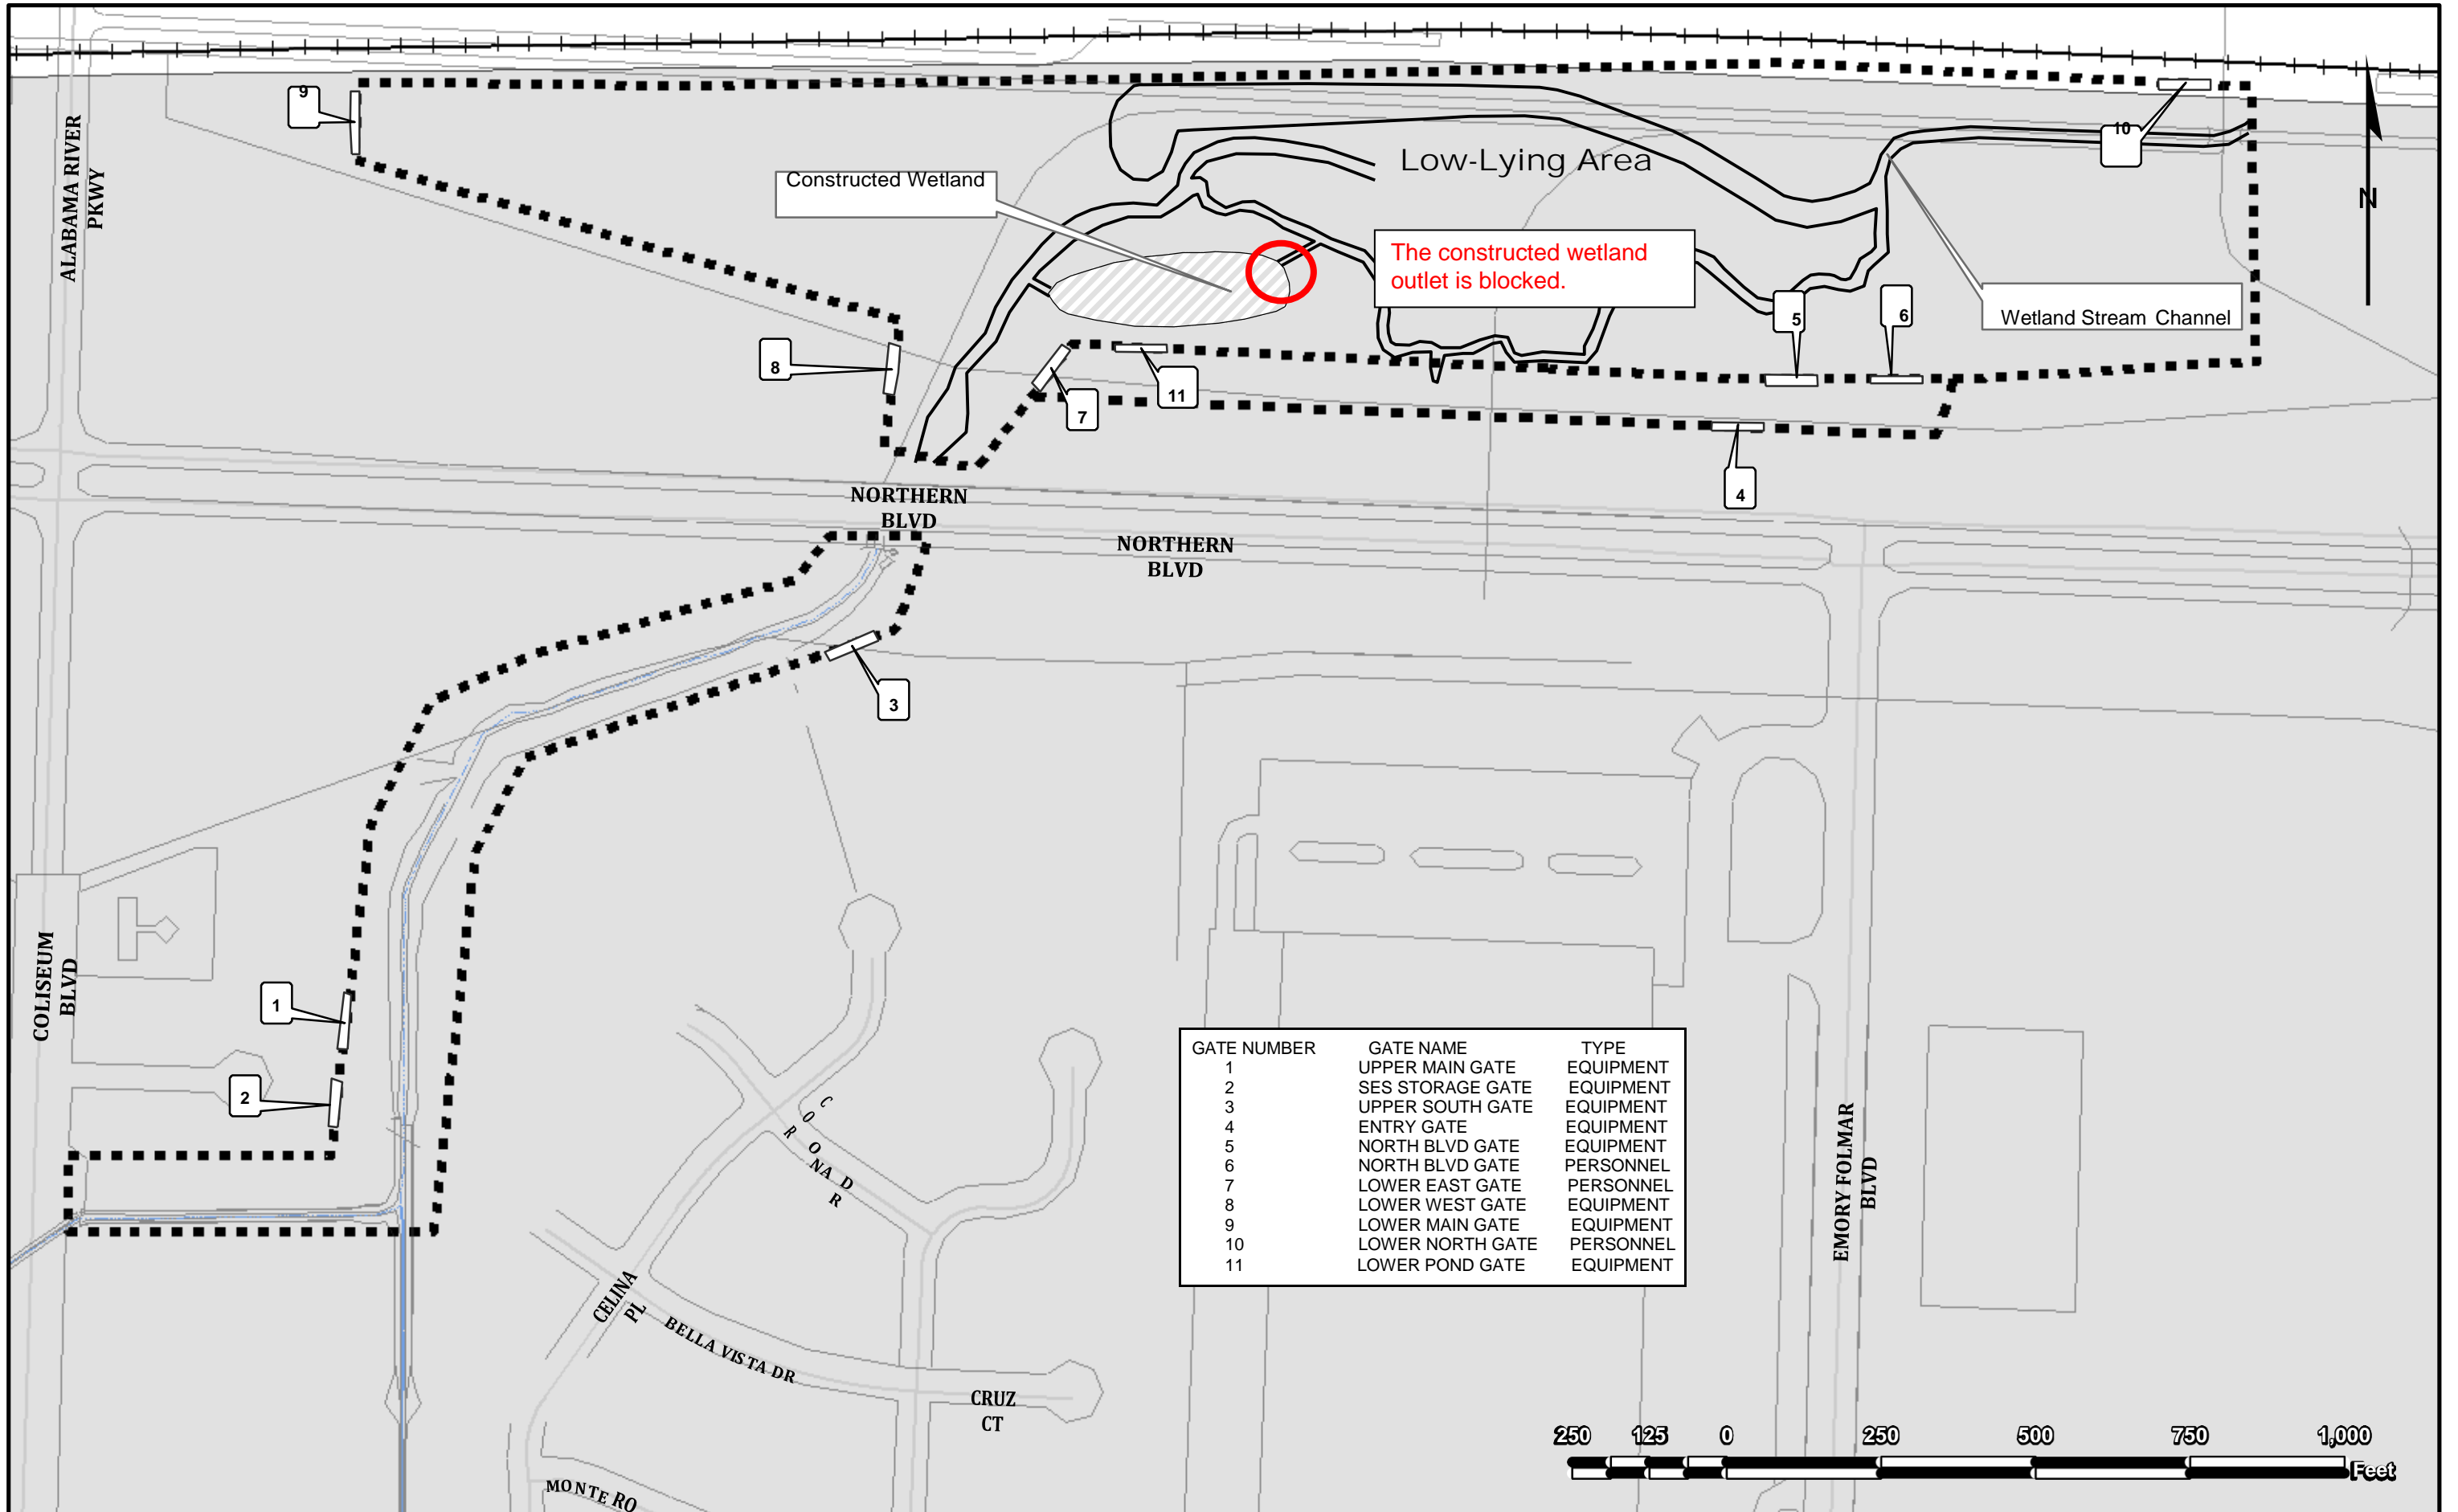 9
10
ALABAMA RIVER
PKWY
Low-Lying Area
Constructed Wetland
N
The constructed wetland
outlet is blocked.
5
6
Wetland Stream Channel
8
11
7
4
NORTHERN
BLVD
NORTHERN
BLVD
3
COLISEUM
BLVD
1
2
GATE NUMBER GATE NAME TYPE
1 UPPER MAIN GATE EQUIPMENT
2 SES STORAGE GATE EQUIPMENT
3 UPPER SOUTH GATE EQUIPMENT
4 ENTRY GATE EQUIPMENT
5 NORTH BLVD GATE EQUIPMENT
6 NORTH BLVD GATE PERSONNEL
7 LOWER EAST GATE PERSONNEL
8 LOWER WEST GATE EQUIPMENT
9 LOWER MAIN GATE EQUIPMENT
10 LOWER NORTH GATE PERSONNEL
11 LOWER POND GATE EQUIPMENT
CORONA DR
EMORY FOLMAR
BLVD
CELINA
PL
BELLA VISTA DR
CRUZ
CT
MONTE RO
250 125 0 250 500 750 1,000
Feet